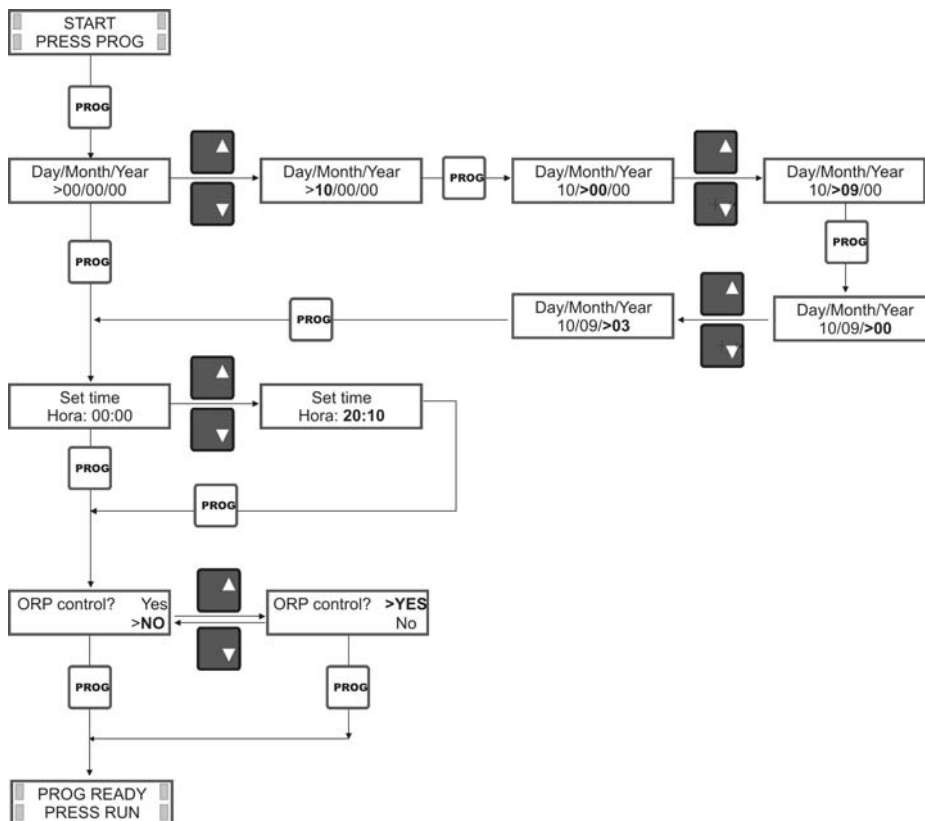 START
PRESS PROG
PROG
Day/Month/Year
>00/00/00
Day/Month/Year
>10/00/00
PROG
Day/Month/Year
10/>00/00
Day/Month/Year
10/>09/00
PROG
PROG
Day/Month/Year
10/09/>00
Day/Month/Year
10/09/>03
PROG
Set time
Hora: 00:00
Set time
Hora: 20:10
PROG
PROG
ORP control? Yes
>NO
ORP control? >YES
No
PROG
PROG
PROG READY
PRESS RUN